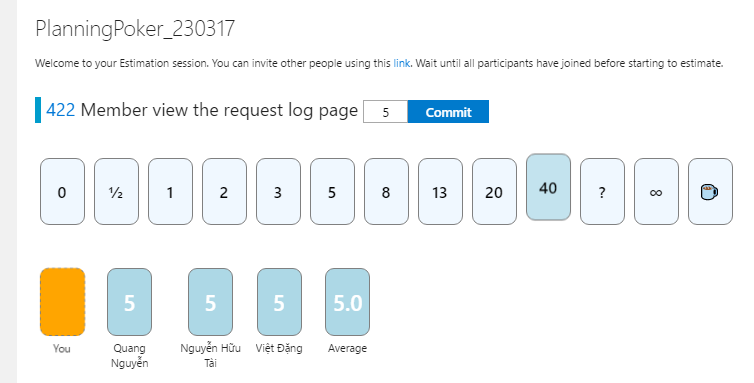 PlanningPoker_230317
Welcome to your Estimation session. You can invite other people using this link. Wait until all participants have joined before starting to estimate.
422 Member view the request log page 5 Commit
0 ½ 1 2 3 5 8 13 20 40 ? ∞
5 5 5 5.0
You Quang Nguyễn Hữu Việt Đặng Average
Nguyễn Tài